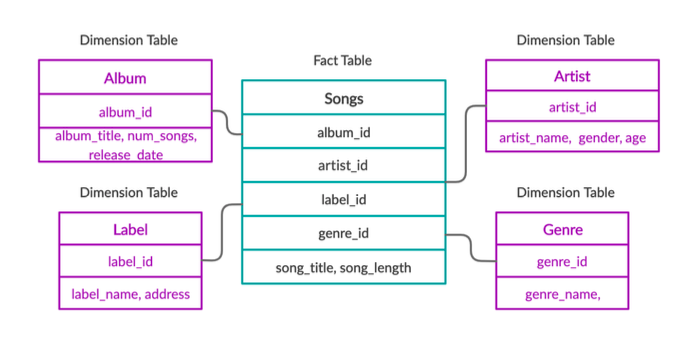 Dimension Table
Album
album_id
album_title, num_songs,
release_date
Dimension Table
Label
label_id
label_name, address
Fact Table
Songs
album_id
artist_id
label_id
genre_id
song_title, song_length
Dimension Table
Artist
artist_id
artist_name, gender, age
Dimension Table
Genre
genre_id
genre_name,